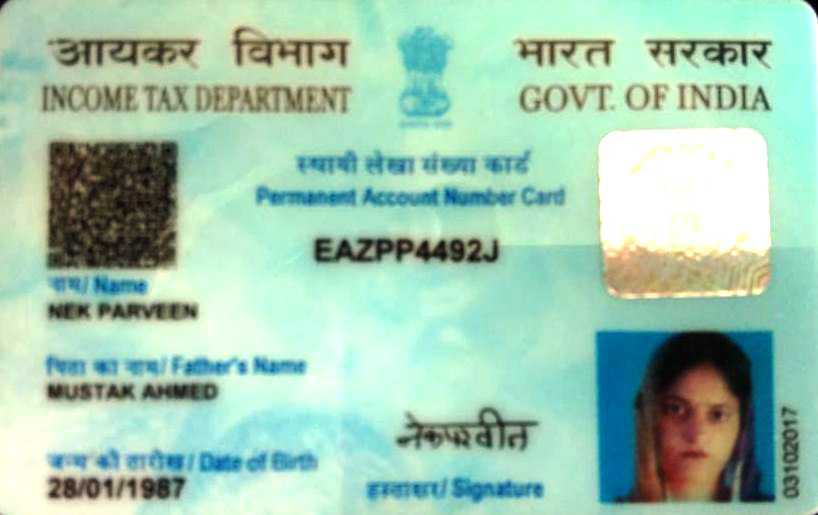 आयकर विभाग
INCOME TAX DEPARTMENT
भारत सरकार
GOVT. OF INDIA
स्थायी लेखा संख्या कार्ड
Permanent Account Number Card
EAZPP4492J
नाम/ Name
NEK PARVEEN
पिता का नाम/ Father's Name
MUSTAK AHMED
जन्म की तारीख/ Date of Birth
28/01/1987
नेकपरवीन
हस्ताक्षर/ Signature
03102017